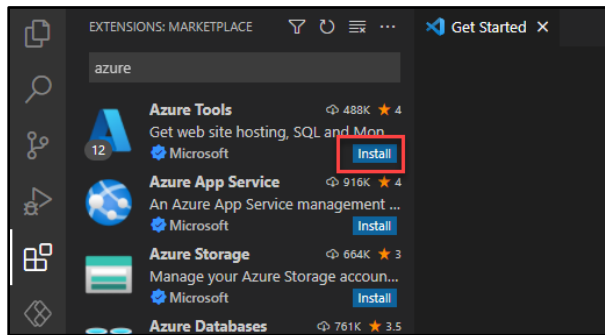 EXTENSIONS: MARKETPLACE
Get Started
azure
Azure Tools 488K ★ 4
Get web site hosting, SQL and Mon...
12
Microsoft Install
Azure App Service 916K ★ 4
An Azure App Service management ...
Microsoft Install
Azure Storage 664K ★ 3
Manage your Azure Storage accoun...
Microsoft Install
Azure Databases 761K ★ 3.5